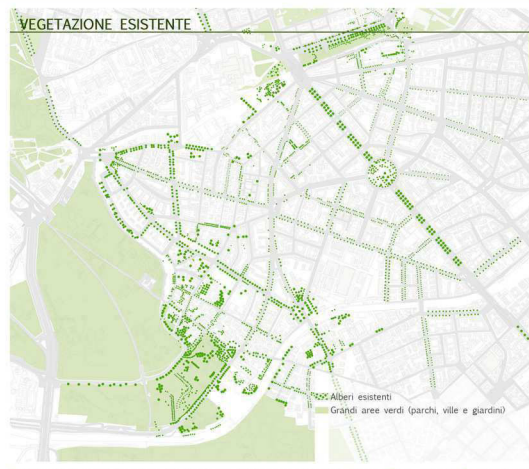 VEGETAZIONE ESISTENTE
Alberi esistenti
Grandi aree verdi (parchi, ville e giardini)